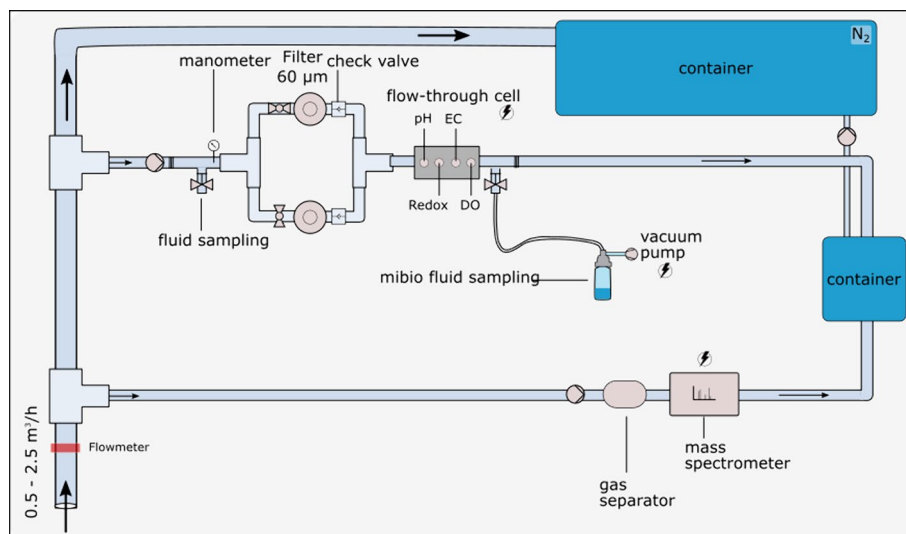 N₂
container
manometer
Filter
60 µm
check valve
flow-through cell
pH
EC
Redox
DO
fluid sampling
vacuum
pump
mibio fluid sampling
container
0.5 - 2.5 m³/h
Flowmeter
gas
separator
mass
spectrometer